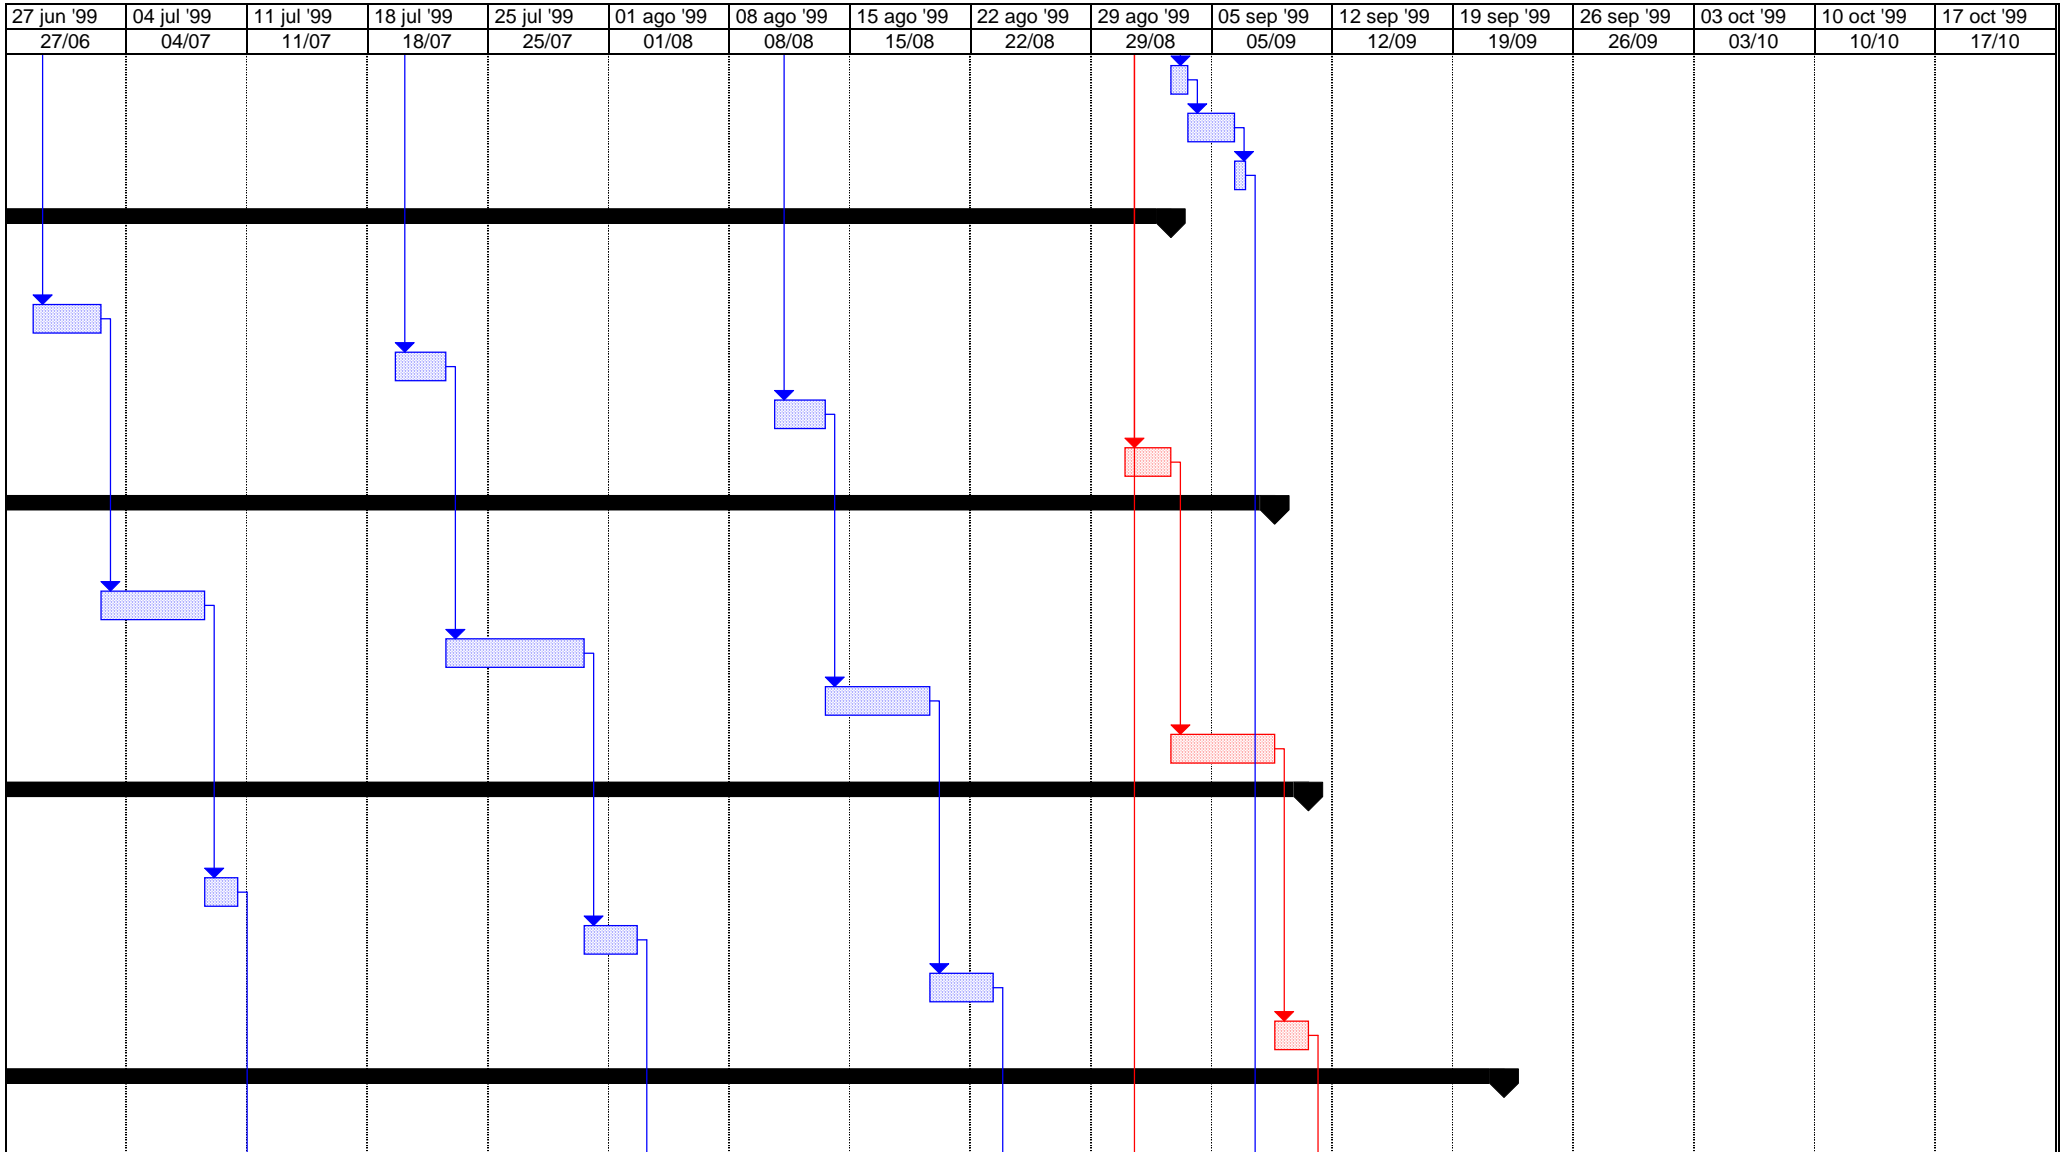 27 jun '99 04 jul '99 11 jul '99 18 jul '99 25 jul '99 01 ago '99 08 ago '99 15 ago '99 22 ago '99 29 ago '99 05 sep '99 12 sep '99 19 sep '99 26 sep '99 03 oct '99 10 oct '99 17 oct '99
27/06 04/07 11/07 18/07 25/07 01/08 08/08 15/08 22/08 29/08 05/09 12/09 19/09 26/09 03/10 10/10 17/10